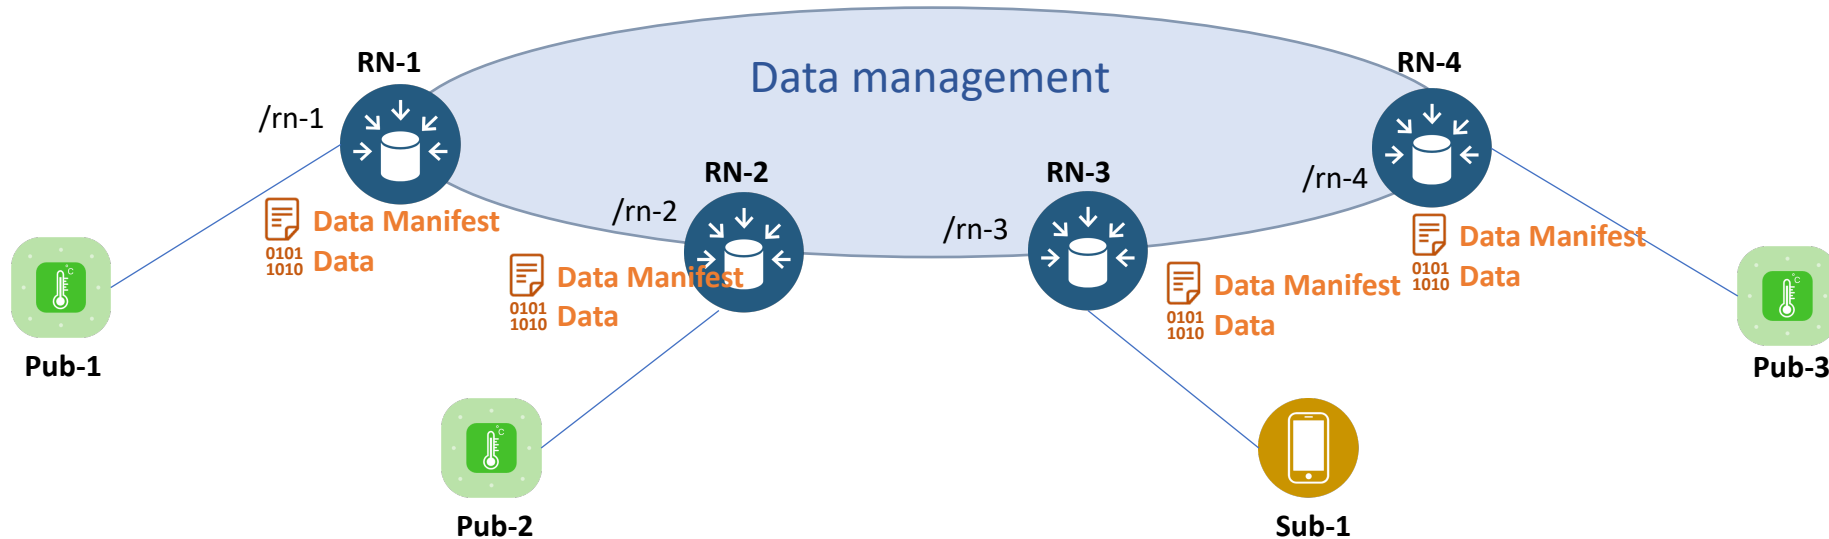 Data management
RN-1
/rn-1
Data Manifest
0101
1010
Data
Pub-1
RN-2
/rn-2
Data Manifest
0101
1010
Data
Pub-2
RN-3
/rn-3
Data Manifest
0101
1010
Data
Sub-1
RN-4
/rn-4
Data Manifest
0101
1010
Data
Pub-3
°C
°C
°C